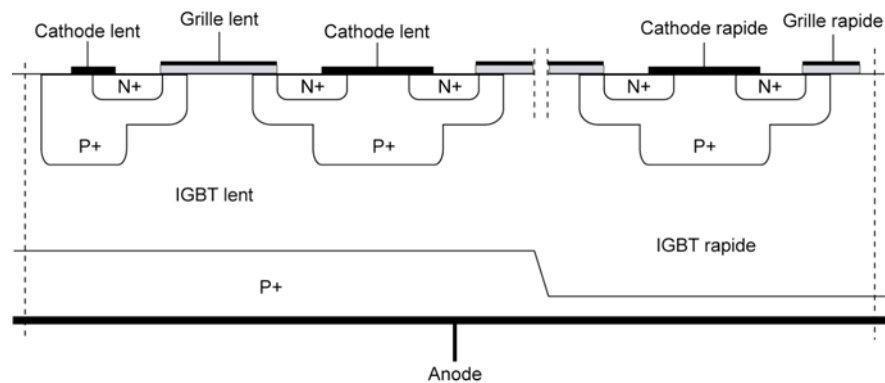 Grille lent
Cathode lent
Cathode lent
Cathode rapide
Grille rapide
N+
N+
N+
N+
N+
P+
P+
P+
IGBT lent
IGBT rapide
P+
Anode